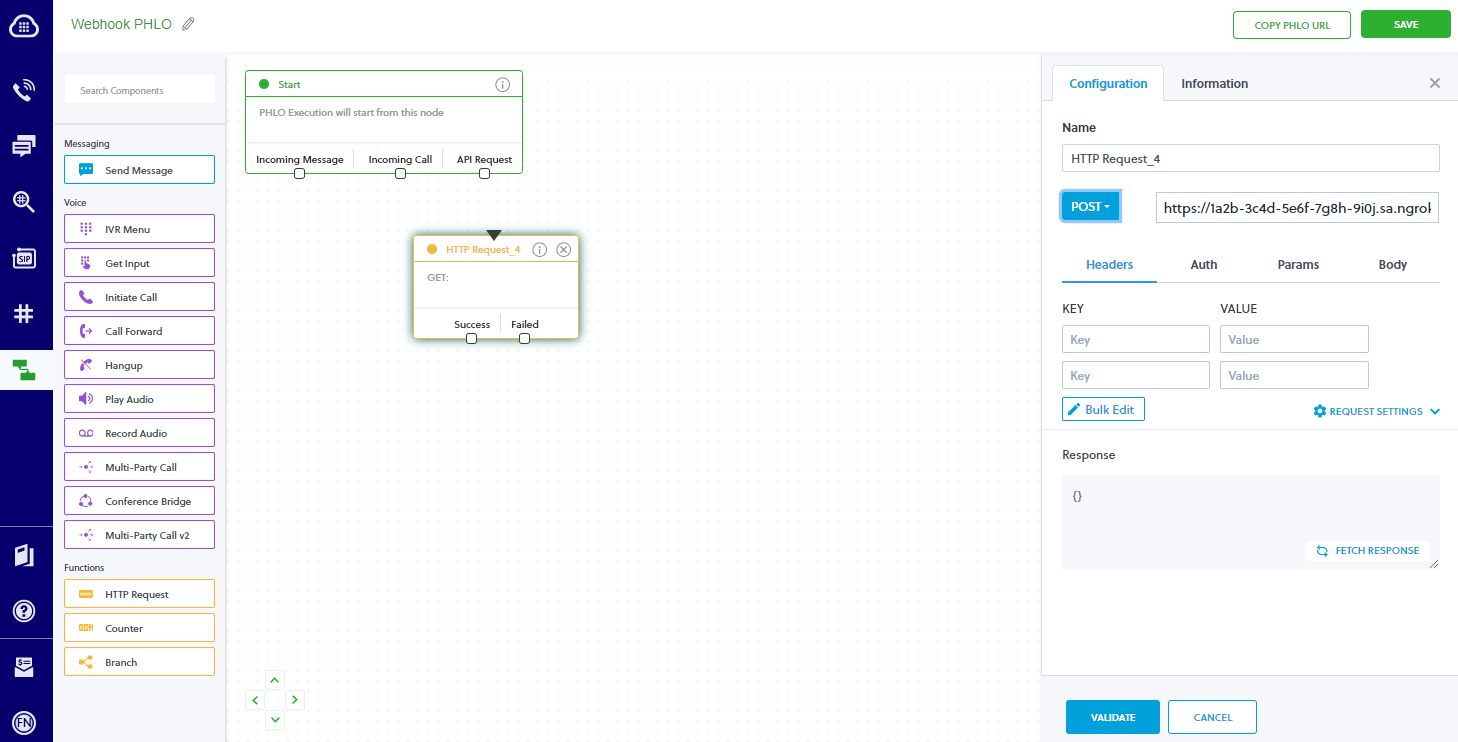 Webhook PHLO
COPY PHLO URL
SAVE
Search Components
Messaging
Send Message
Voice
IVR Menu
Get Input
Initiate Call
Call Forward
Hangup
Play Audio
Record Audio
Multi-Party Call
Conference Bridge
Multi-Party Call v2
Functions
HTTP Request
Counter
Branch
SIP
FN
Start
PHLO Execution will start from this node
Incoming Message
Incoming Call
API Request
HTTP Request_4
GET:
Success
Failed
Configuration
Information
Name
HTTP Request_4
POST
https://1a2b-3c4d-5e6f-7g8h-9i0j.sa.ngrok
Headers
Auth
Params
Body
KEY
VALUE
Key
Value
Key
Value
Bulk Edit
REQUEST SETTINGS
Response
{}
FETCH RESPONSE
VALIDATE
CANCEL